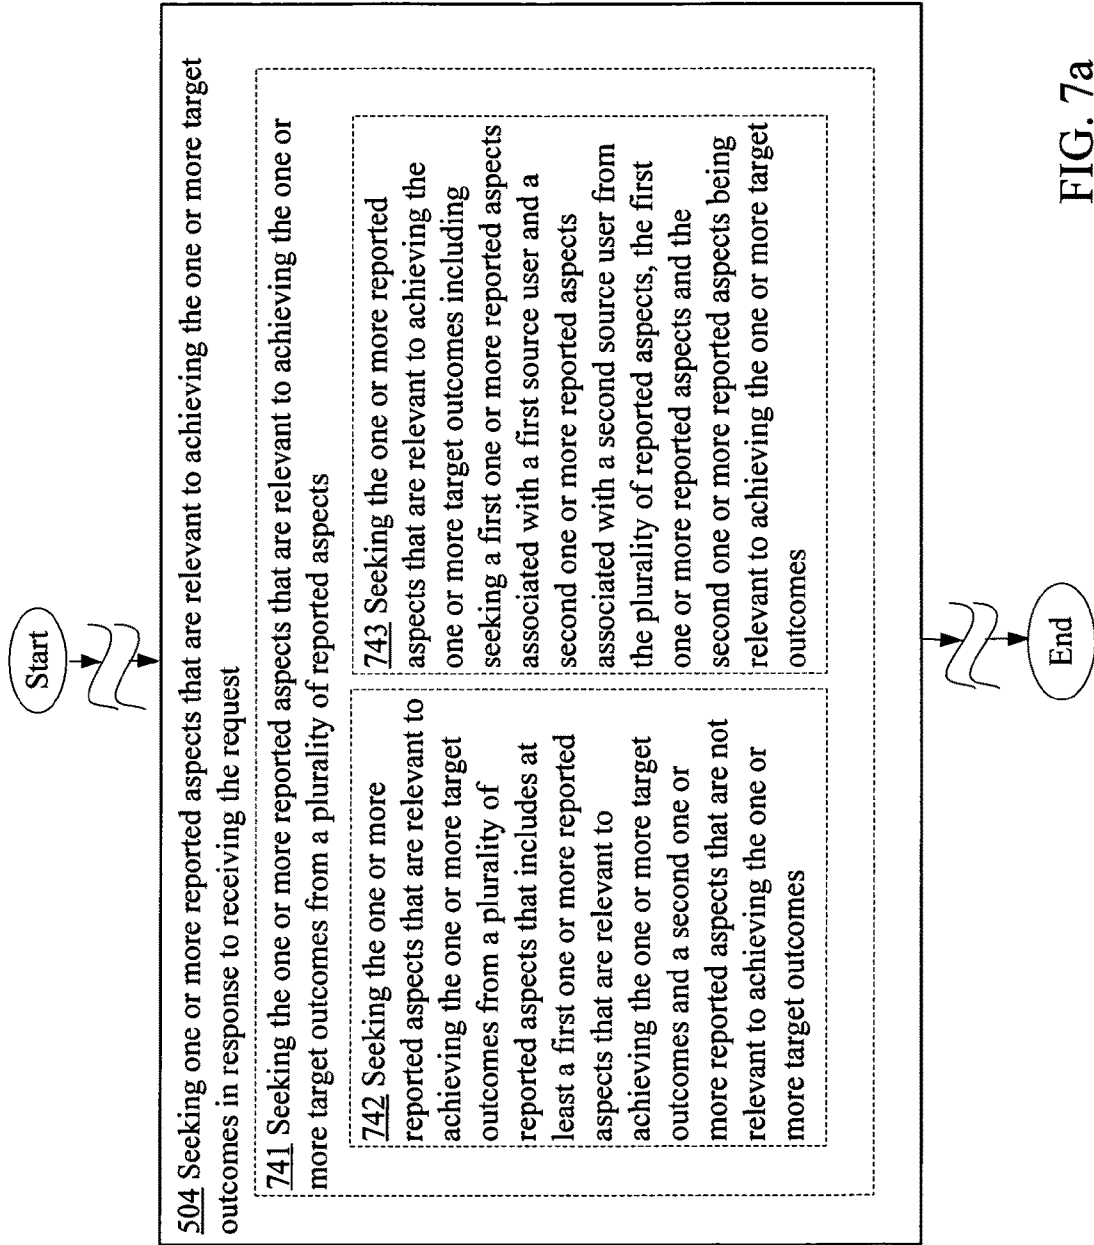 Start
504 Seeking one or more reported aspects that are relevant to achieving the one or more target
outcomes in response to receiving the request
741 Seeking the one or more reported aspects that are relevant to achieving the one or
more target outcomes from a plurality of reported aspects
742 Seeking the one or more
reported aspects that are relevant to
achieving the one or more target
outcomes from a plurality of
reported aspects that includes at
least a first one or more reported
aspects that are relevant to
achieving the one or more target
outcomes and a second one or
more reported aspects that are not
relevant to achieving the one or
more target outcomes
743 Seeking the one or more reported
aspects that are relevant to achieving the
one or more target outcomes including
seeking a first one or more reported aspects
associated with a first source user and a
second one or more reported aspects
associated with a second source user from
the plurality of reported aspects, the first
one or more reported aspects and the
second one or more reported aspects being
relevant to achieving the one or more target
outcomes
End
FIG. 7a